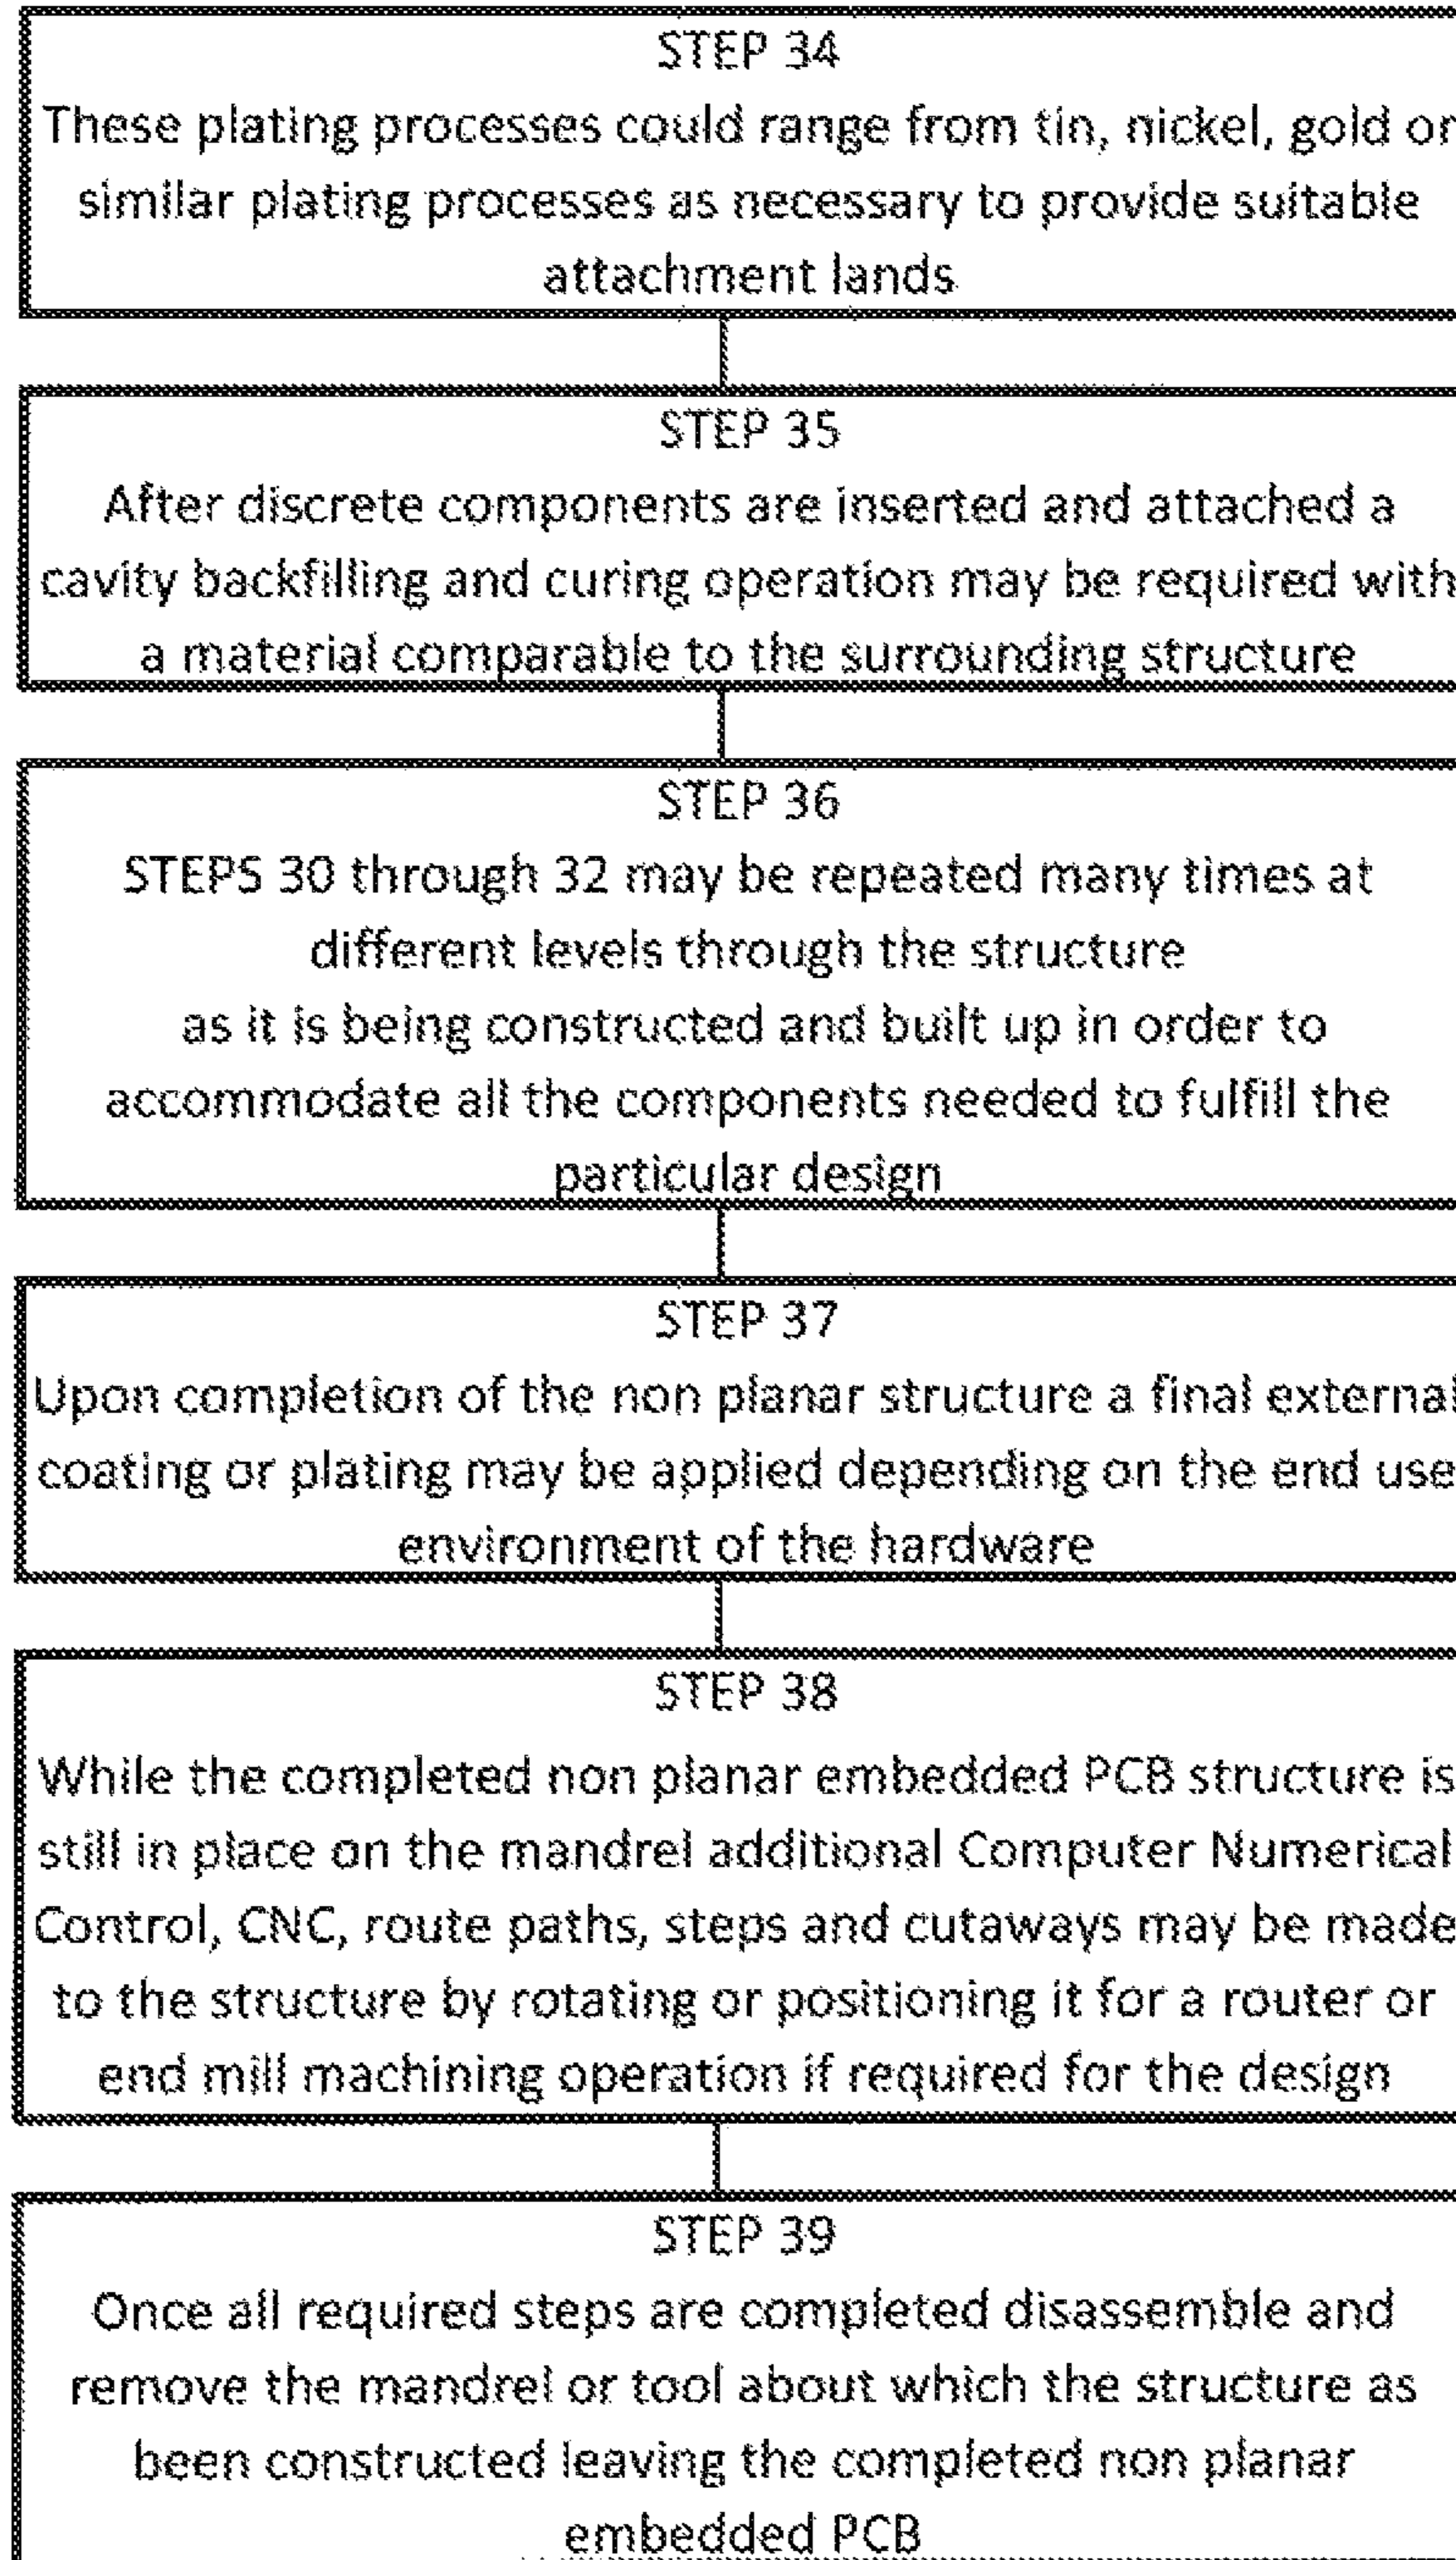 STEP 34
These plating processes could range from tin, nickel, gold or
similar plating processes as necessary to provide suitable
attachment lands
STEP 35
After discrete components are inserted and attached a
cavity backfilling and curing operation may be required with
a material comparable to the surrounding structure
STEP 36
STEPS 30 through 32 may be repeated many times at
different levels through the structure
as it is being constructed and built up in order to
accommodate all the components needed to fulfill the
particular design
STEP 37
Upon completion of the non planar structure a final external
coating or plating may be applied depending on the end use
environment of the hardware
STEP 38
While the completed non planar embedded PCB structure is
still in place on the mandrel additional Computer Numerical
Control, CNC, route paths, steps and cutaways may be made
to the structure by rotating or positioning it for a router or
end mill machining operation if required for the design
STEP 39
Once all required steps are completed disassemble and
remove the mandrel or tool about which the structure as
been constructed leaving the completed non planar
embedded PCB